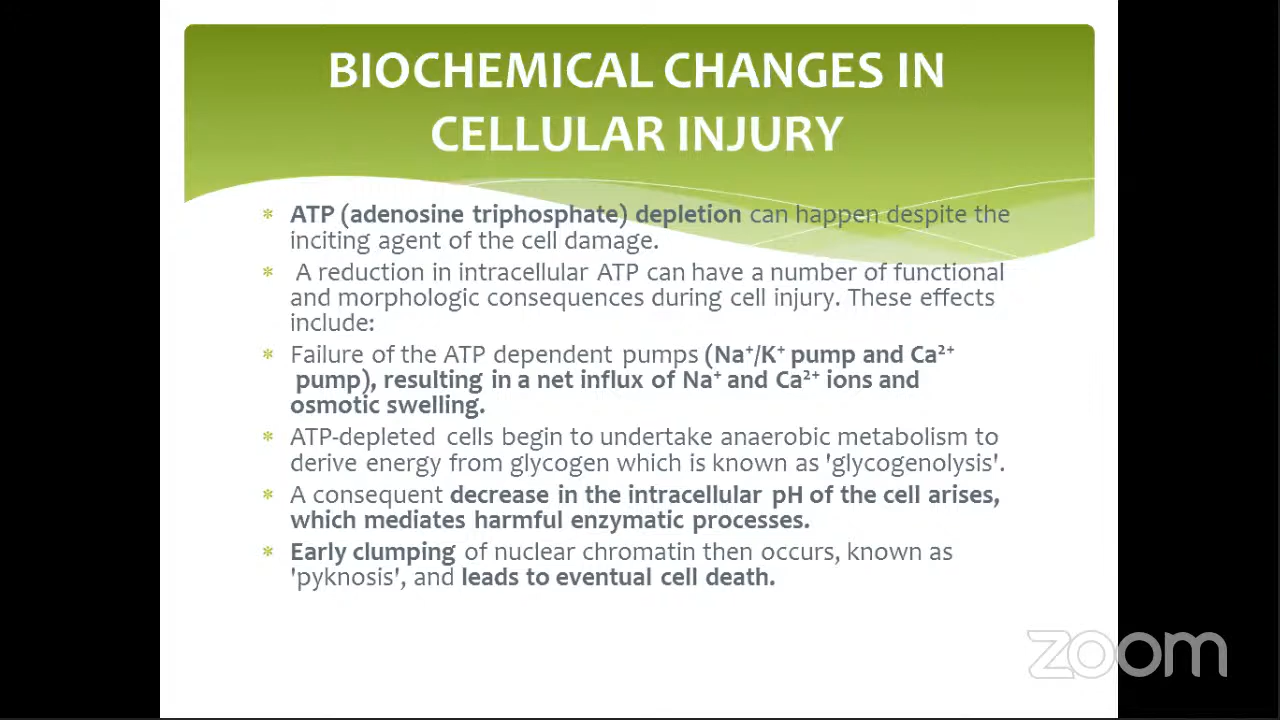 BIOCHEMICAL CHANGES IN
CELLULAR INJURY
* ATP (adenosine triphosphate) depletion can happen despite the
inciting agent of the cell damage.
* A reduction in intracellular ATP can have a number of functional
and morphologic consequences during cell injury. These effects
include:
* Failure of the ATP dependent pumps (Na⁺/K⁺ pump and Ca²⁺
pump), resulting in a net influx of Na⁺ and Ca²⁺ ions and
osmotic swelling.
* ATP-depleted cells begin to undertake anaerobic metabolism to
derive energy from glycogen which is known as 'glycogenolysis'.
* A consequent decrease in the intracellular pH of the cell arises,
which mediates harmful enzymatic processes.
* Early clumping of nuclear chromatin then occurs, known as
'pyknosis', and leads to eventual cell death.
zoom